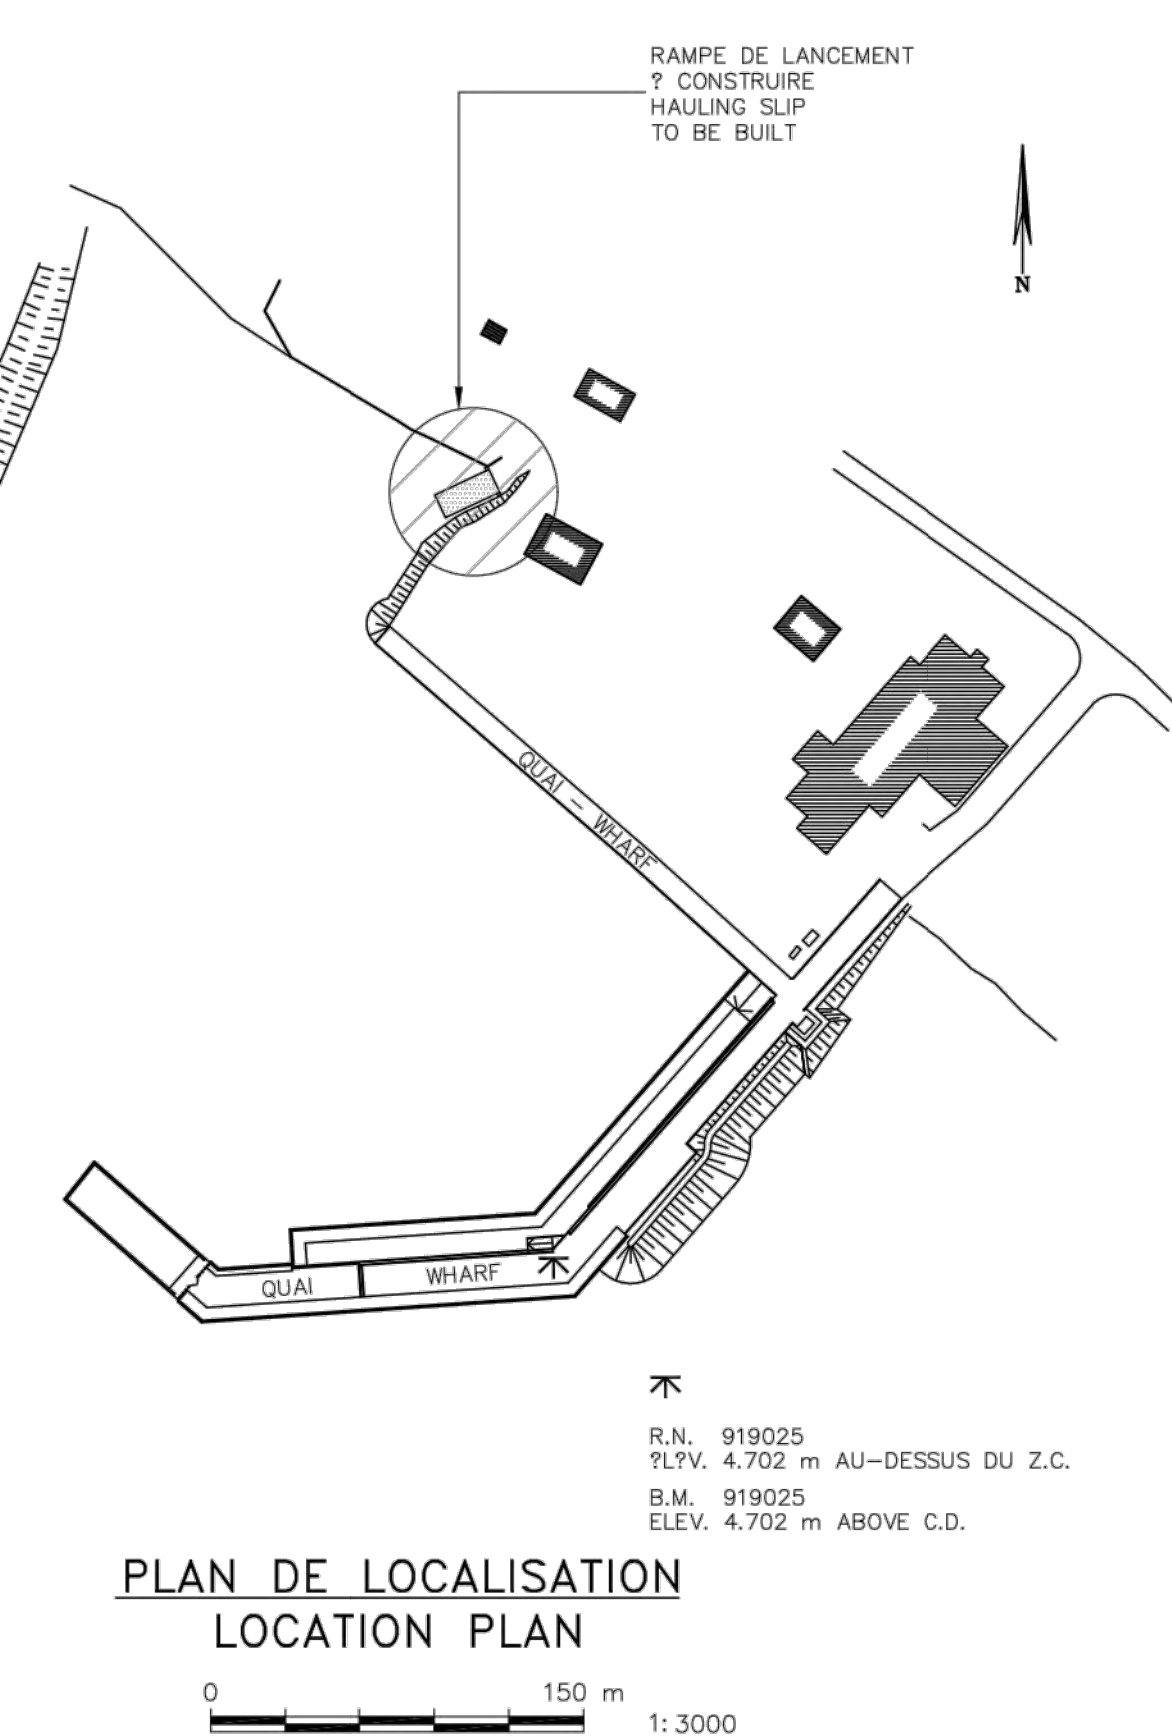 RAMPE DE LANCEMENT
? CONSTRUIRE
HAULING SLIP
TO BE BUILT
N
QUAI – WHARF
QUAI
WHARF
R.N. 919025
?L?V. 4.702 m AU–DESSUS DU Z.C.
B.M. 919025
ELEV. 4.702 m ABOVE C.D.
PLAN DE LOCALISATION
LOCATION PLAN
0 150 m
1:3000